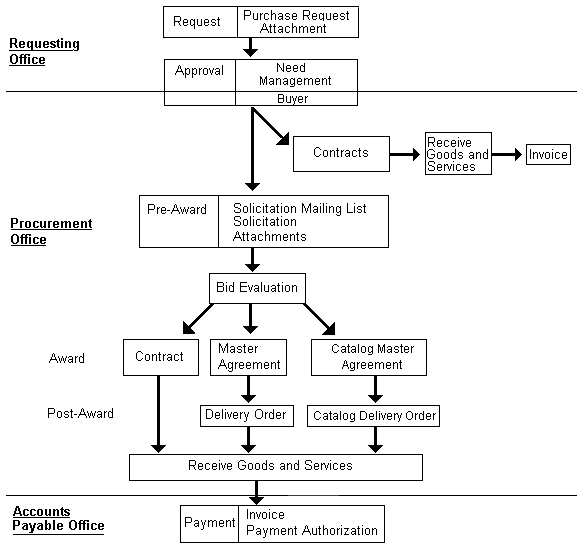 Request
Purchase Request
Attachment
Requesting
Office
Approval
Need
Management
Buyer
Contracts
Receive
Goods and
Services
Invoice
Pre-Award
Solicitation Mailing List
Solicitation
Attachments
Procurement
Office
Bid Evaluation
Award
Contract
Master
Agreement
Catalog Master
Agreement
Post-Award
Delivery Order
Catalog Delivery Order
Receive Goods and Services
Accounts
Payable Office
Payment
Invoice
Payment Authorization